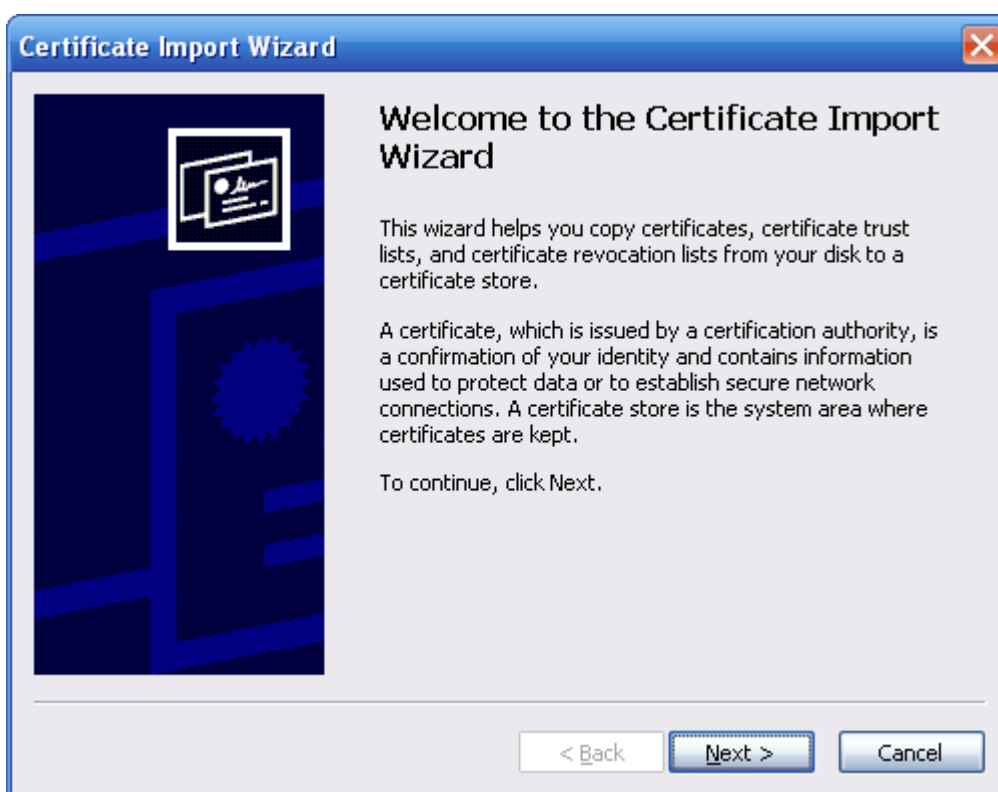 Certificate Import Wizard
Welcome to the Certificate Import
Wizard
This wizard helps you copy certificates, certificate trust
lists, and certificate revocation lists from your disk to a
certificate store.
A certificate, which is issued by a certification authority, is
a confirmation of your identity and contains information
used to protect data or to establish secure network
connections. A certificate store is the system area where
certificates are kept.
To continue, click Next.
< Back Next > Cancel